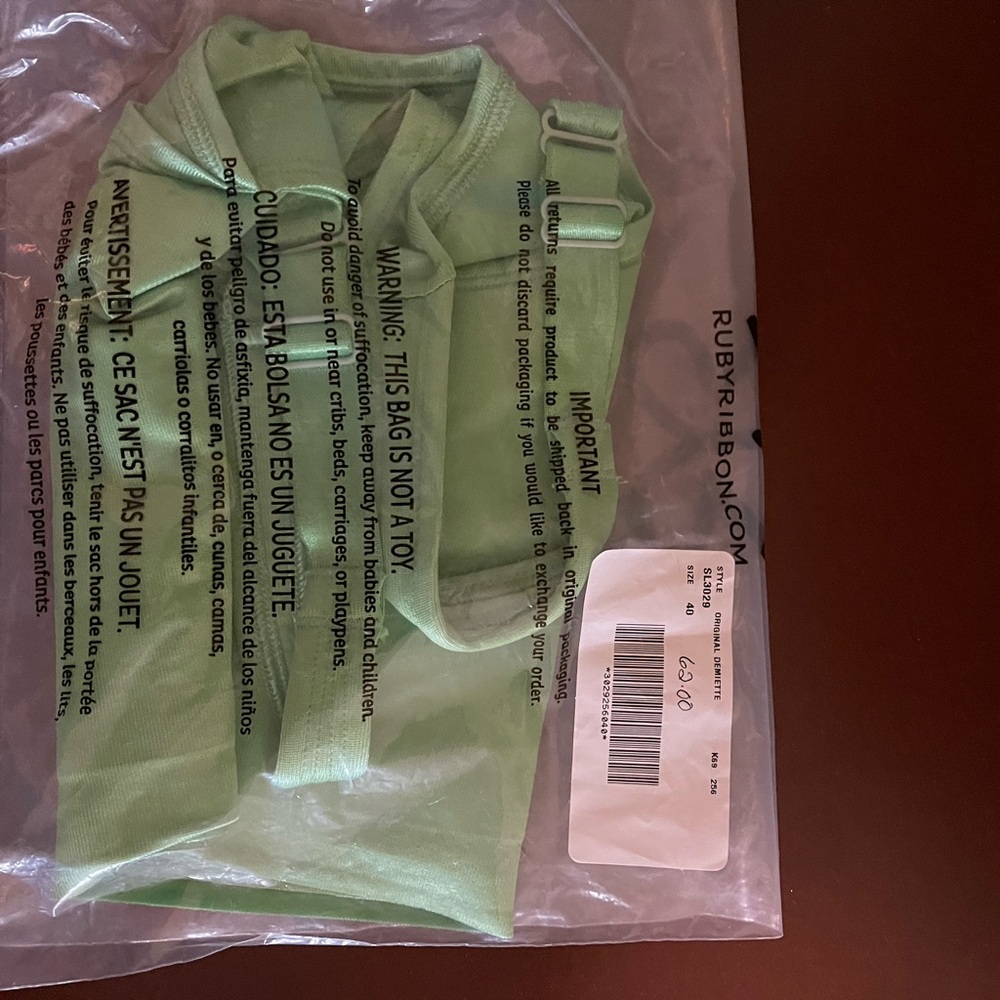 RUBYRIBBON.COM
IMPORTANT
All returns require product to be shipped back in original packaging.
Please do not discard packaging if you would like to exchange your order.
WARNING: THIS BAG IS NOT A TOY.
To avoid danger of suffocation, keep away from babies and children.
Do not use in or near cribs, beds, carriages, or playpens.
CUIDADO: ESTA BOLSA NO ES UN JUGUETE.
Para evitar peligro de asfixia, mantenga fuera del alcance de los niños
y de los bebes. No usar en, o cerca de, cunas, camas,
carriolas o corralitos infantiles.
AVERTISSEMENT: CE SAC N'EST PAS UN JOUET.
Pour éviter le risque de suffocation, tenir le sac hors de la portée
des bébés et des enfants. Ne pas utiliser dans les berceaux, les lits,
les poussettes ou les parcs pour enfants.
STYLE ORIGINAL DEMIETTE K69 256
SL3029
SIZE 40
62.00
*3029256040*